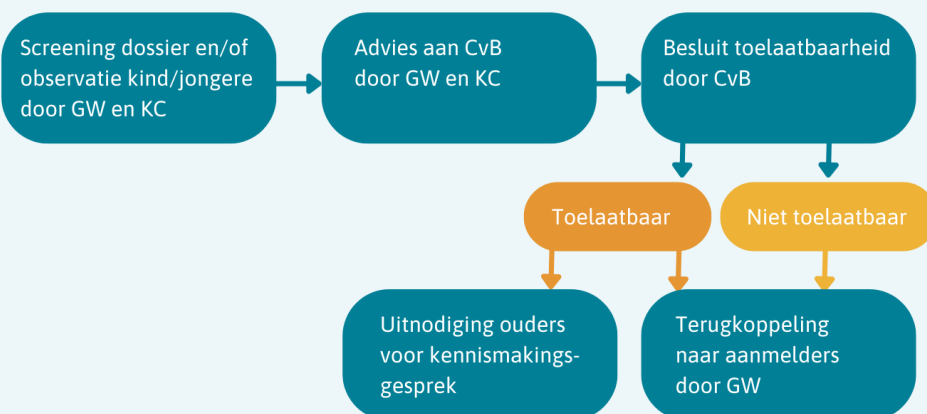 Screening dossier en/of
observatie kind/jongere
door GW en KC
Advies aan CvB
door GW en KC
Besluit toelaatbaarheid
door CvB
Toelaatbaar
Niet toelaatbaar
Uitnodiging ouders
voor kennismakings-
gesprek
Terugkoppeling
naar aanmelders
door GW